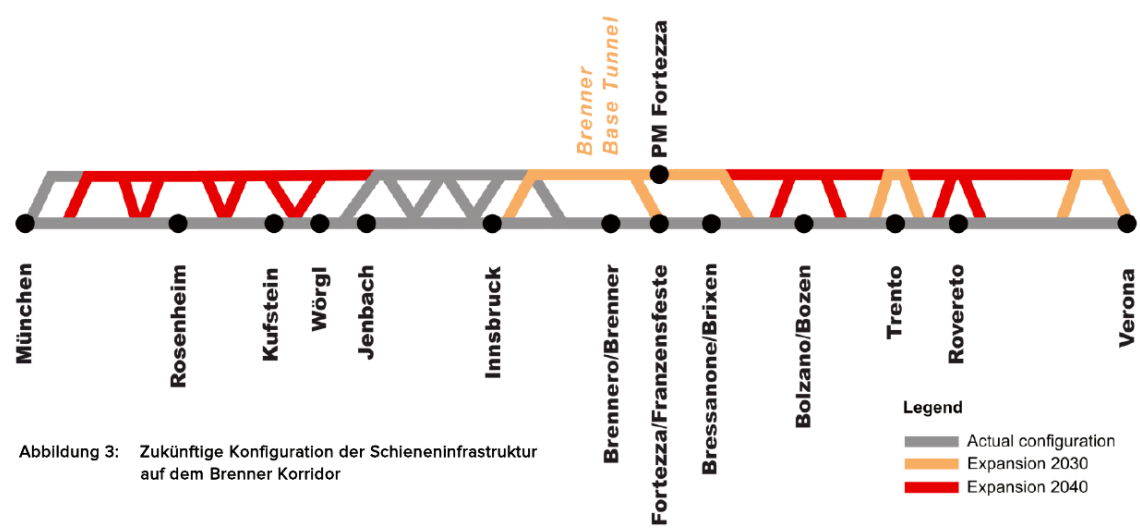 Brenner
Base Tunnel
PM Fortezza
München
Rosenheim
Kufstein
Wörgl
Jenbach
Innsbruck
Brennero/Brenner
Fortezza/Franzensfeste
Bressanone/Brixen
Bolzano/Bozen
Trento
Rovereto
Verona
Legend
Actual configuration
Expansion 2030
Expansion 2040
Abbildung 3: Zukünftige Konfiguration der Schieneninfrastruktur
auf dem Brenner Korridor